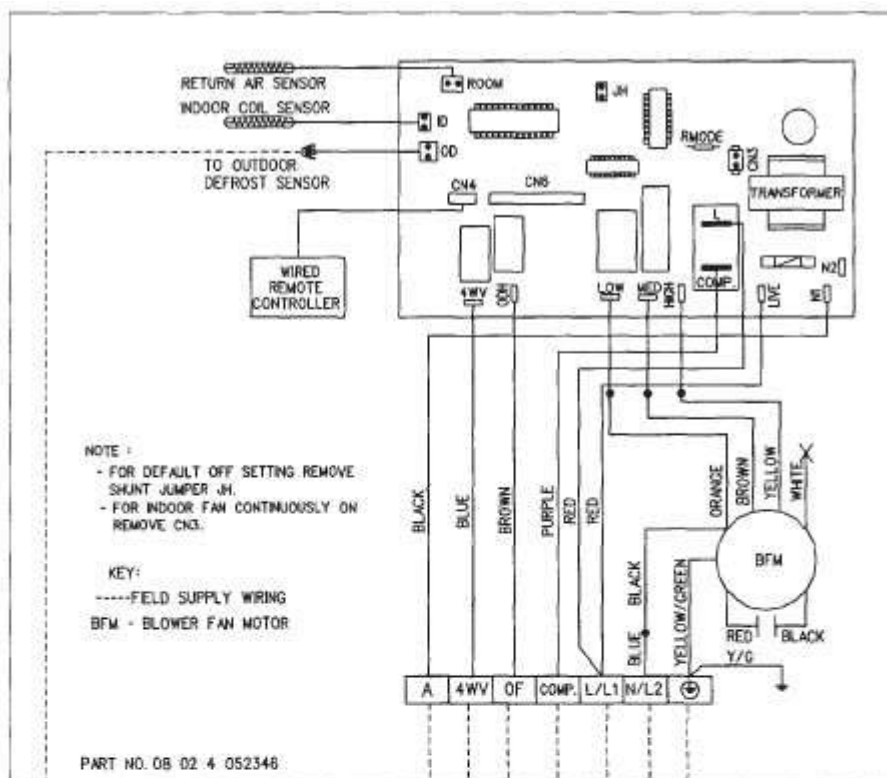 RETURN AIR SENSOR
INDOOR COIL SENSOR
TO OUTDOOR
DEFROST SENSOR
ROOM
ID
OD
JH
RMODE
CN3
TRANSFORMER
CN4
CN6
L
COMP.
N2
WIRED
REMOTE
CONTROLLER
4WV
ODH
LOW
MED
HIGH
LIVE
N1
NOTE :
- FOR DEFAULT OFF SETTING REMOVE
SHUNT JUMPER JH.
- FOR INDOOR FAN CONTINUOUSLY ON
REMOVE CN3.
KEY:
-----FIELD SUPPLY WIRING
BFM - BLOWER FAN MOTOR
BLACK
BLUE
BROWN
PURPLE
RED
RED
ORANGE
BROWN
YELLOW
WHITE
BLACK
BLUE
YELLOW/GREEN
BFM
RED
BLACK
Y/G
A
4WV
OF
COMP.
L/L1
N/L2
PART NO. 08 02 4 052346